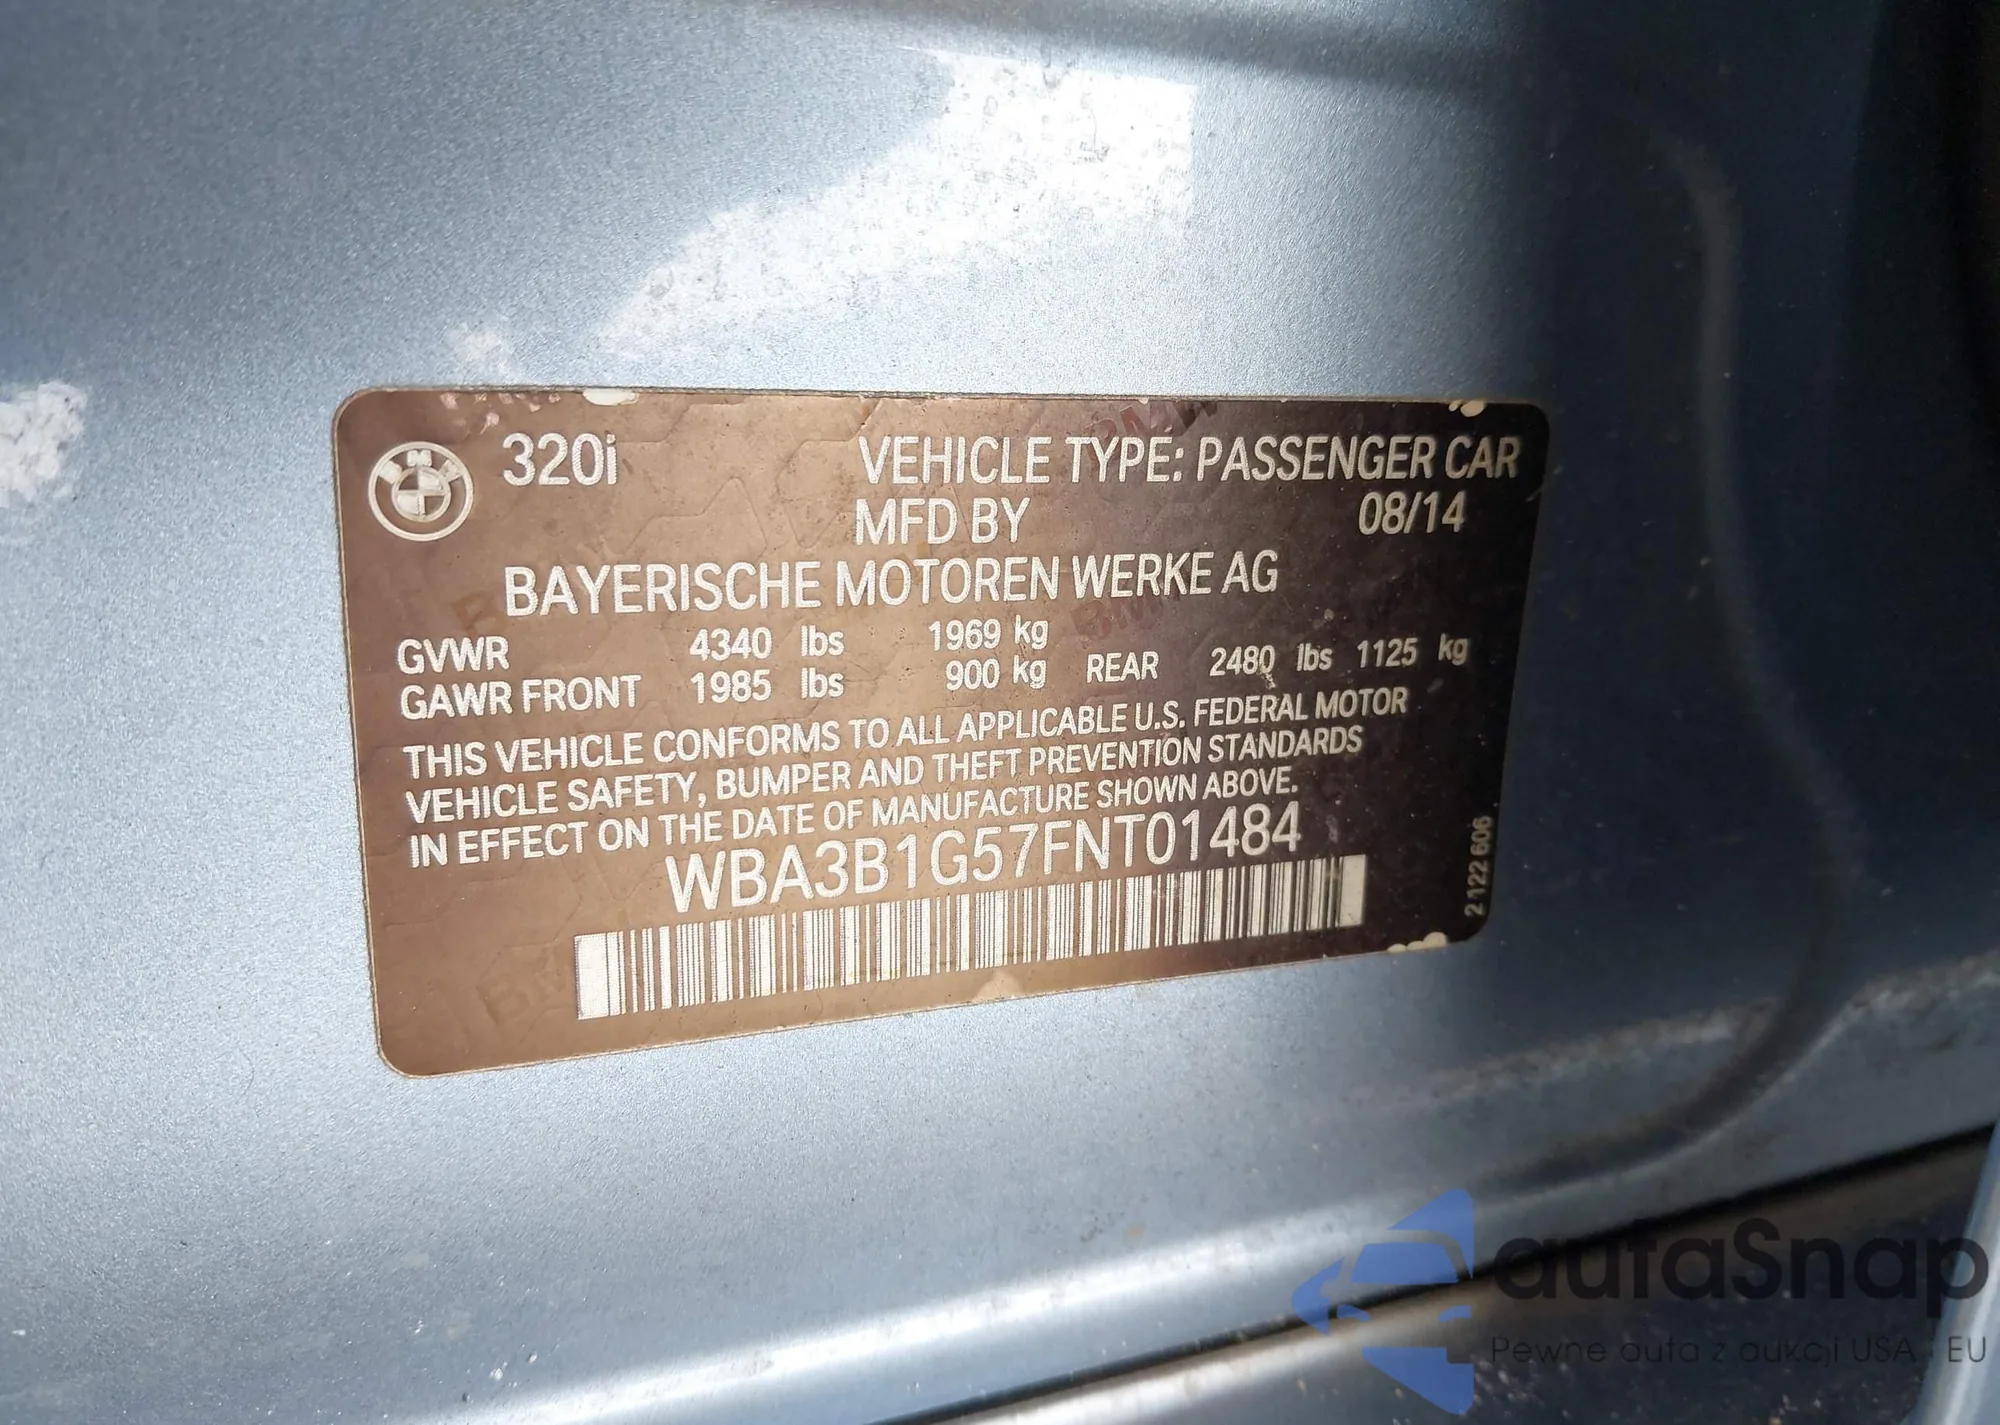 320i VEHICLE TYPE: PASSENGER CAR
MFD BY 08/14
BAYERISCHE MOTOREN WERKE AG
GVWR 4340 lbs 1969 kg
GAWR FRONT 1985 lbs 900 kg REAR 2480 lbs 1125 kg
THIS VEHICLE CONFORMS TO ALL APPLICABLE U.S. FEDERAL MOTOR
VEHICLE SAFETY, BUMPER AND THEFT PREVENTION STANDARDS
IN EFFECT ON THE DATE OF MANUFACTURE SHOWN ABOVE.
WBA3B1G57FNT01484
2 122 606
autaSnap
Pewne auta z aukcji USA i EU